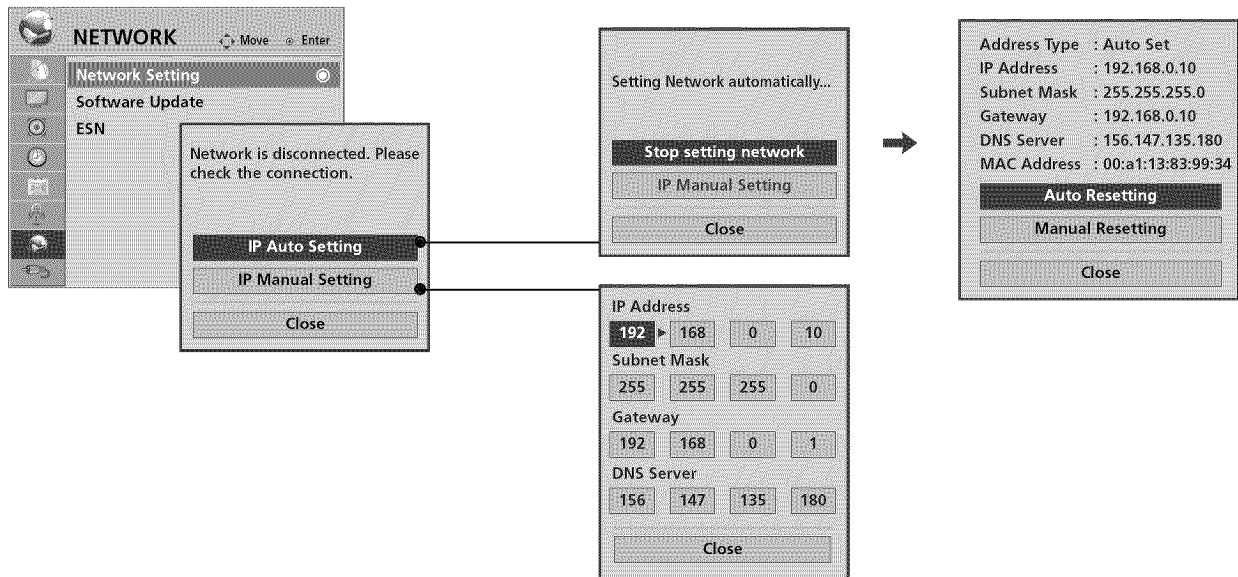 NETWORK
Move
Enter
Network Setting
Software Update
ESN
Network is disconnected. Please
check the connection.
IP Auto Setting
IP Manual Setting
Close
Setting Network automatically...
Stop setting network
IP Manual Setting
Close
IP Address
192 168 0 10
Subnet Mask
255 255 255 0
Gateway
192 168 0 1
DNS Server
156 147 135 180
Close
Address Type : Auto Set
IP Address : 192.168.0.10
Subnet Mask : 255.255.255.0
Gateway : 192.168.0.10
DNS Server : 156.147.135.180
MAC Address : 00:a1:13:83:99:34
Auto Resetting
Manual Resetting
Close